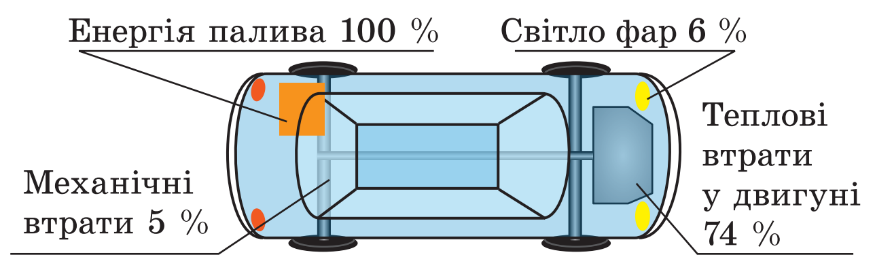 Енергія палива 100 %
Світло фар 6 %
Механічні
втрати 5 %
Теплові
втрати
у двигуні
74 %